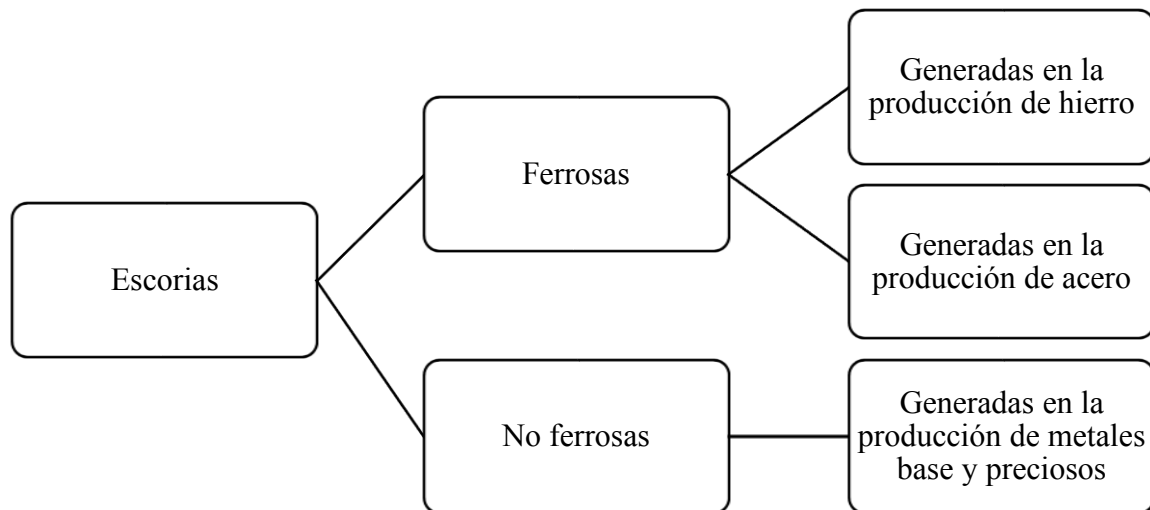 Generadas en la
producción de hierro
Ferrosas
Generadas en la
producción de acero
Escorias
No ferrosas
Generadas en la
producción de metales
base y preciosos